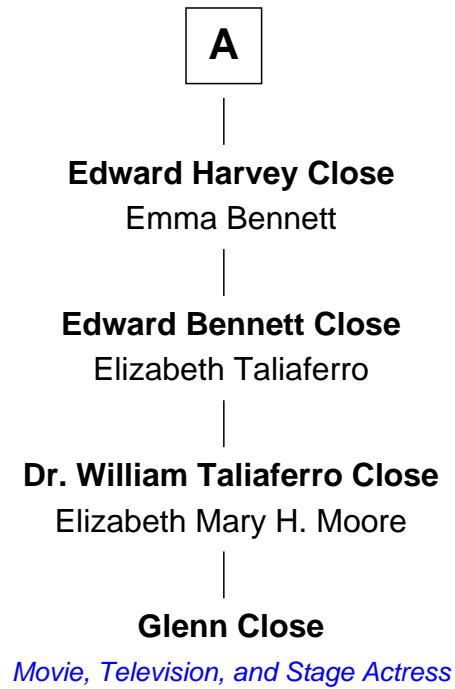 A
Edward Harvey Close
Emma Bennett
Edward Bennett Close
Elizabeth Taliaferro
Dr. William Taliaferro Close
Elizabeth Mary H. Moore
Glenn Close
Movie, Television, and Stage Actress